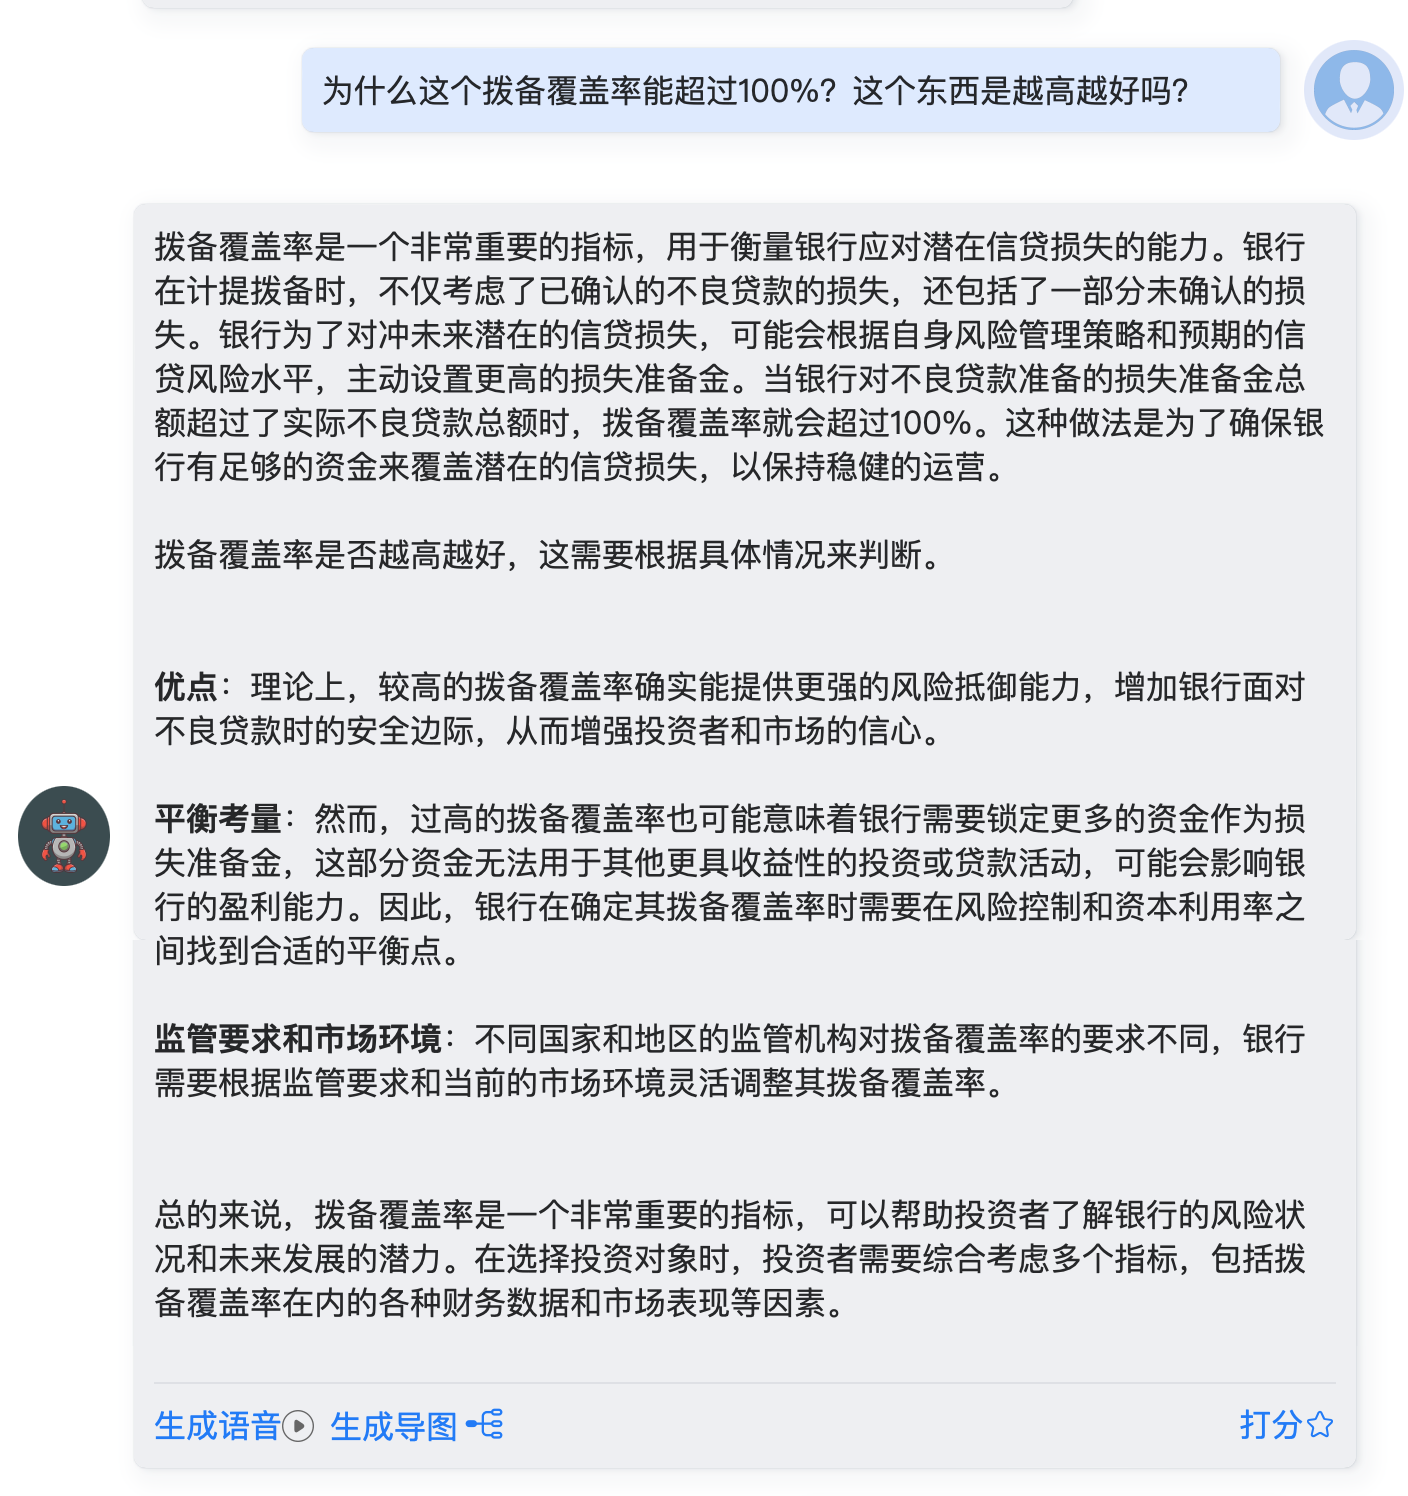 为什么这个拨备覆盖率能超过100%？这个东西是越高越好吗？
拨备覆盖率是一个非常重要的指标，用于衡量银行应对潜在信贷损失的能力。银行
在计提拨备时，不仅考虑了已确认的不良贷款的损失，还包括了一部分未确认的损
失。银行为了对冲未来潜在的信贷损失，可能会根据自身风险管理策略和预期的信
贷风险水平，主动设置更高的损失准备金。当银行对不良贷款准备的损失准备金总
额超过了实际不良贷款总额时，拨备覆盖率就会超过100%。这种做法是为了确保银
行有足够的资金来覆盖潜在的信贷损失，以保持稳健的运营。
拨备覆盖率是否越高越好，这需要根据具体情况来判断。
优点：理论上，较高的拨备覆盖率确实能提供更强的风险抵御能力，增加银行面对
不良贷款时的安全边际，从而增强投资者和市场的信心。
平衡考量：然而，过高的拨备覆盖率也可能意味着银行需要锁定更多的资金作为损
失准备金，这部分资金无法用于其他更具收益性的投资或贷款活动，可能会影响银
行的盈利能力。因此，银行在确定其拨备覆盖率时需要在风险控制和资本利用率之
间找到合适的平衡点。
监管要求和市场环境：不同国家和地区的监管机构对拨备覆盖率的要求不同，银行
需要根据监管要求和当前的市场环境灵活调整其拨备覆盖率。
总的来说，拨备覆盖率是一个非常重要的指标，可以帮助投资者了解银行的风险状
况和未来发展的潜力。在选择投资对象时，投资者需要综合考虑多个指标，包括拨
备覆盖率在内的各种财务数据和市场表现等因素。
生成语音 生成导图 打分